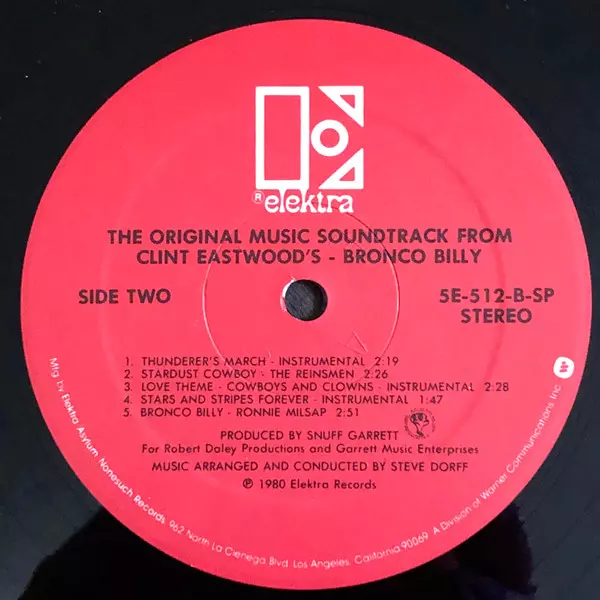 ® elektra
THE ORIGINAL MUSIC SOUNDTRACK FROM
CLINT EASTWOOD'S - BRONCO BILLY
SIDE TWO
5E-512-B-SP
STEREO
1. THUNDERER'S MARCH - INSTRUMENTAL 2:19
2. STARDUST COWBOY - THE REINSMEN 2:26
3. LOVE THEME - COWBOYS AND CLOWNS - INSTRUMENTAL 2:28
4. STARS AND STRIPES FOREVER - INSTRUMENTAL 1:47
5. BRONCO BILLY - RONNIE MILSAP 2:51
PRODUCED BY SNUFF GARRETT
For Robert Daley Productions and Garrett Music Enterprises
MUSIC ARRANGED AND CONDUCTED BY STEVE DORFF
℗ 1980 Elektra Records
Mfg by Elektra Asylum Nonesuch Records, 962 North La Cienega Blvd. Los Angeles, California 90069 A Division of Warner Communications Inc